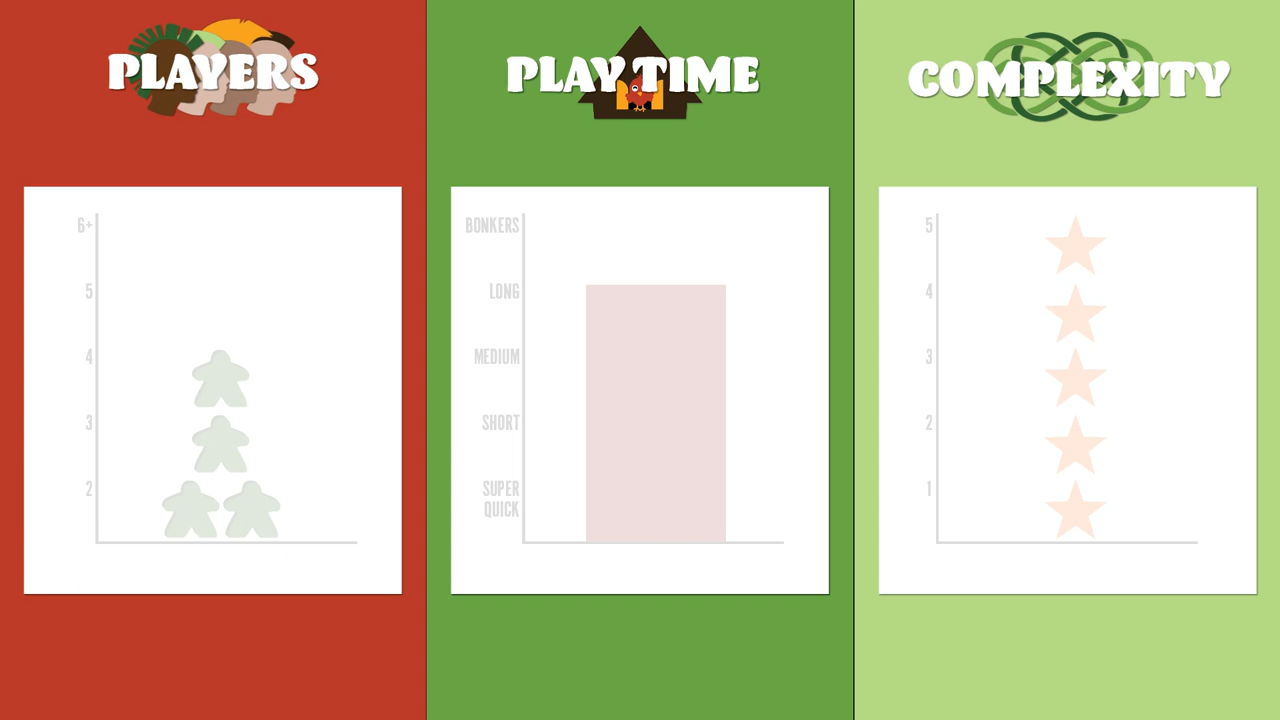 PLAYERS
6+
5
4
3
2
PLAY TIME
BONKERS
LONG
MEDIUM
SHORT
SUPER
QUICK
COMPLEXITY
5
4
3
2
1